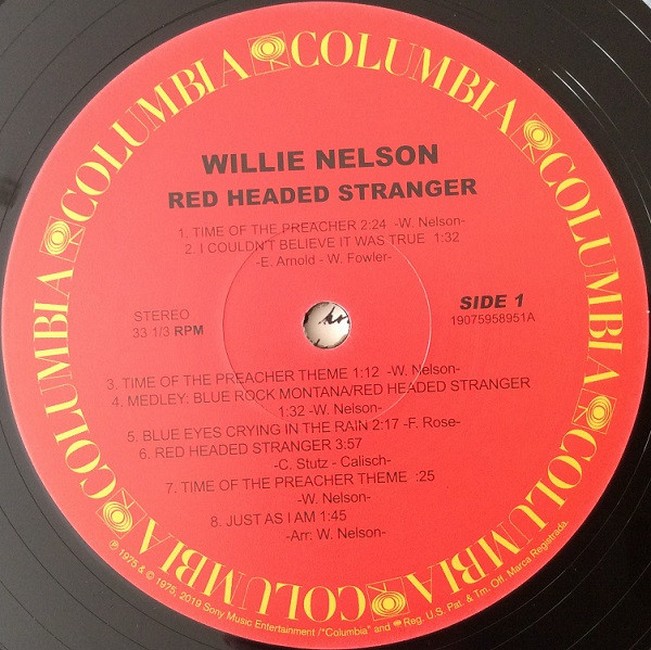 COLUMBIA COLUMBIA COLUMBIA COLUMBIA COLUMBIA COLUMBIA COLUMBIA COLUMBIA
WILLIE NELSON
RED HEADED STRANGER
1. TIME OF THE PREACHER 2:24 -W. Nelson-
2. I COULDN'T BELIEVE IT WAS TRUE 1:32
-E. Arnold - W. Fowler-
STEREO
33 1/3 RPM
SIDE 1
19075958951A
3. TIME OF THE PREACHER THEME 1:12 -W. Nelson-
4. MEDLEY: BLUE ROCK MONTANA/RED HEADED STRANGER
1:32 -W. Nelson-
5. BLUE EYES CRYING IN THE RAIN 2:17 -F. Rose-
6. RED HEADED STRANGER 3:57
-C. Stutz - Calisch-
7. TIME OF THE PREACHER THEME :25
-W. Nelson-
8. JUST AS I AM 1:45
-Arr: W. Nelson-
℗ 1975 & © 1975, 2019 Sony Music Entertainment /"Columbia" and ® Reg. U.S. Pat. & Tm. Off. Marca Registrada.